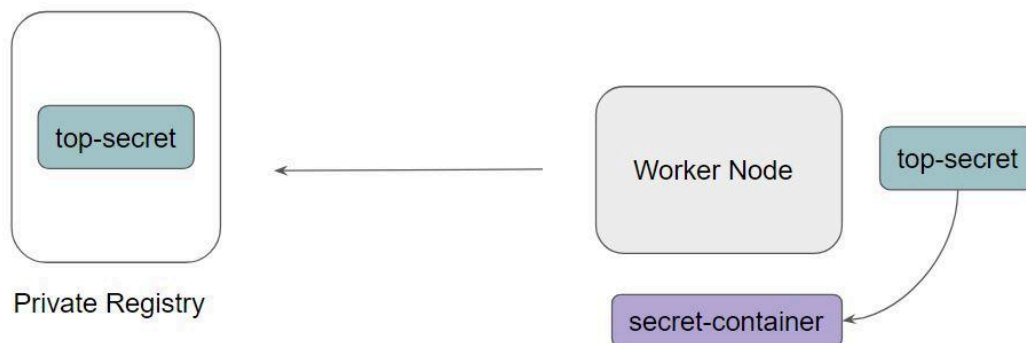 top-secret
Private Registry
Worker Node
top-secret
secret-container